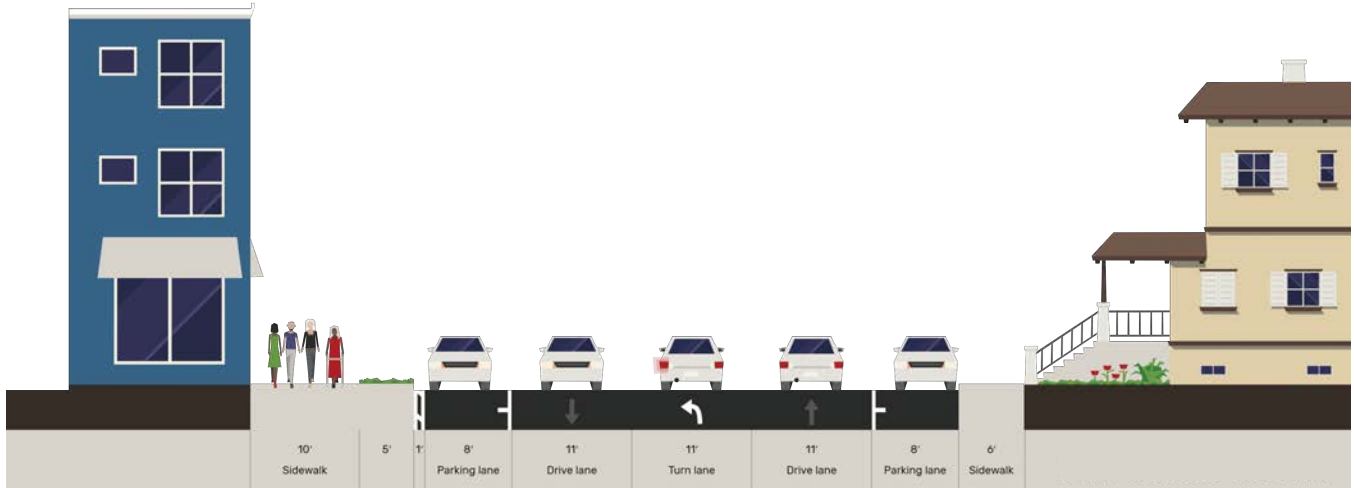 10' 5' 1' 8' 11' 11' 11' 8' 6'
Sidewalk Parking lane Drive lane Turn lane Drive lane Parking lane Sidewalk